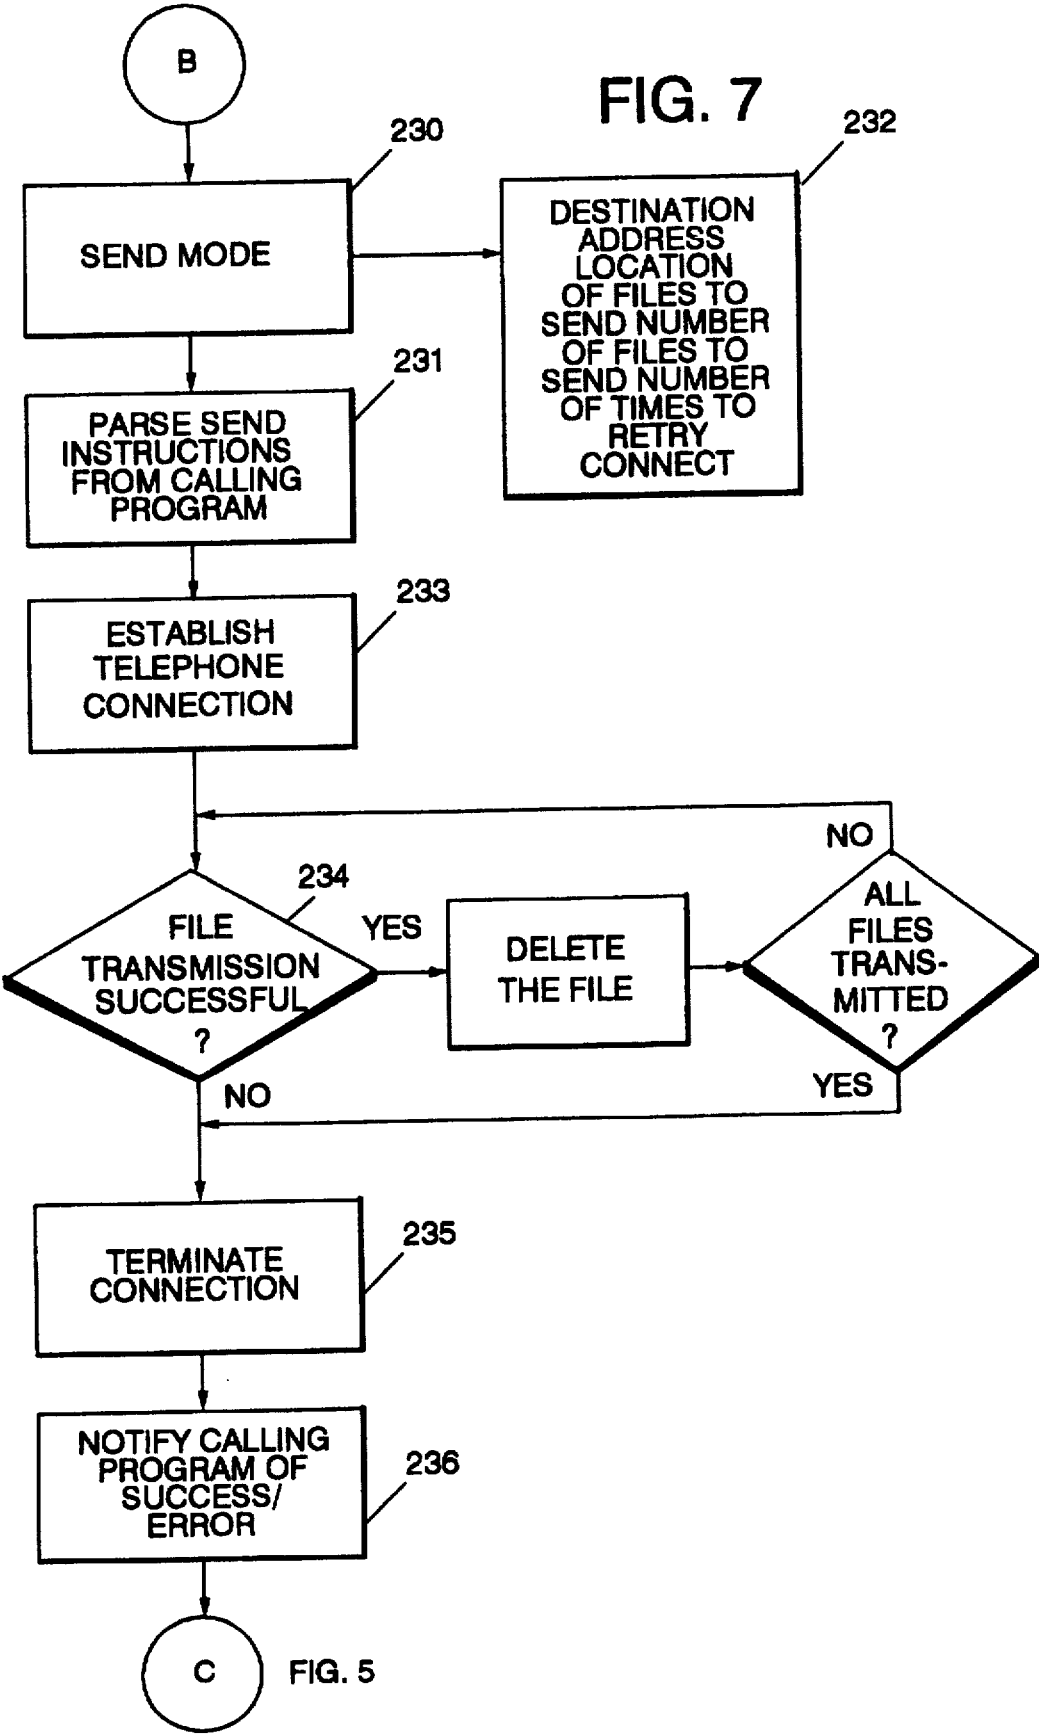 B
FIG. 7
230
232
SEND MODE
DESTINATION
ADDRESS
LOCATION
OF FILES TO
SEND NUMBER
OF FILES TO
SEND NUMBER
OF TIMES TO
RETRY
CONNECT
231
PARSE SEND
INSTRUCTIONS
FROM CALLING
PROGRAM
233
ESTABLISH
TELEPHONE
CONNECTION
NO
234
FILE
TRANSMISSION
SUCCESSFUL
?
YES
DELETE
THE FILE
ALL
FILES
TRANS-
MITTED
?
NO
YES
235
TERMINATE
CONNECTION
236
NOTIFY CALLING
PROGRAM OF
SUCCESS/
ERROR
C
FIG. 5